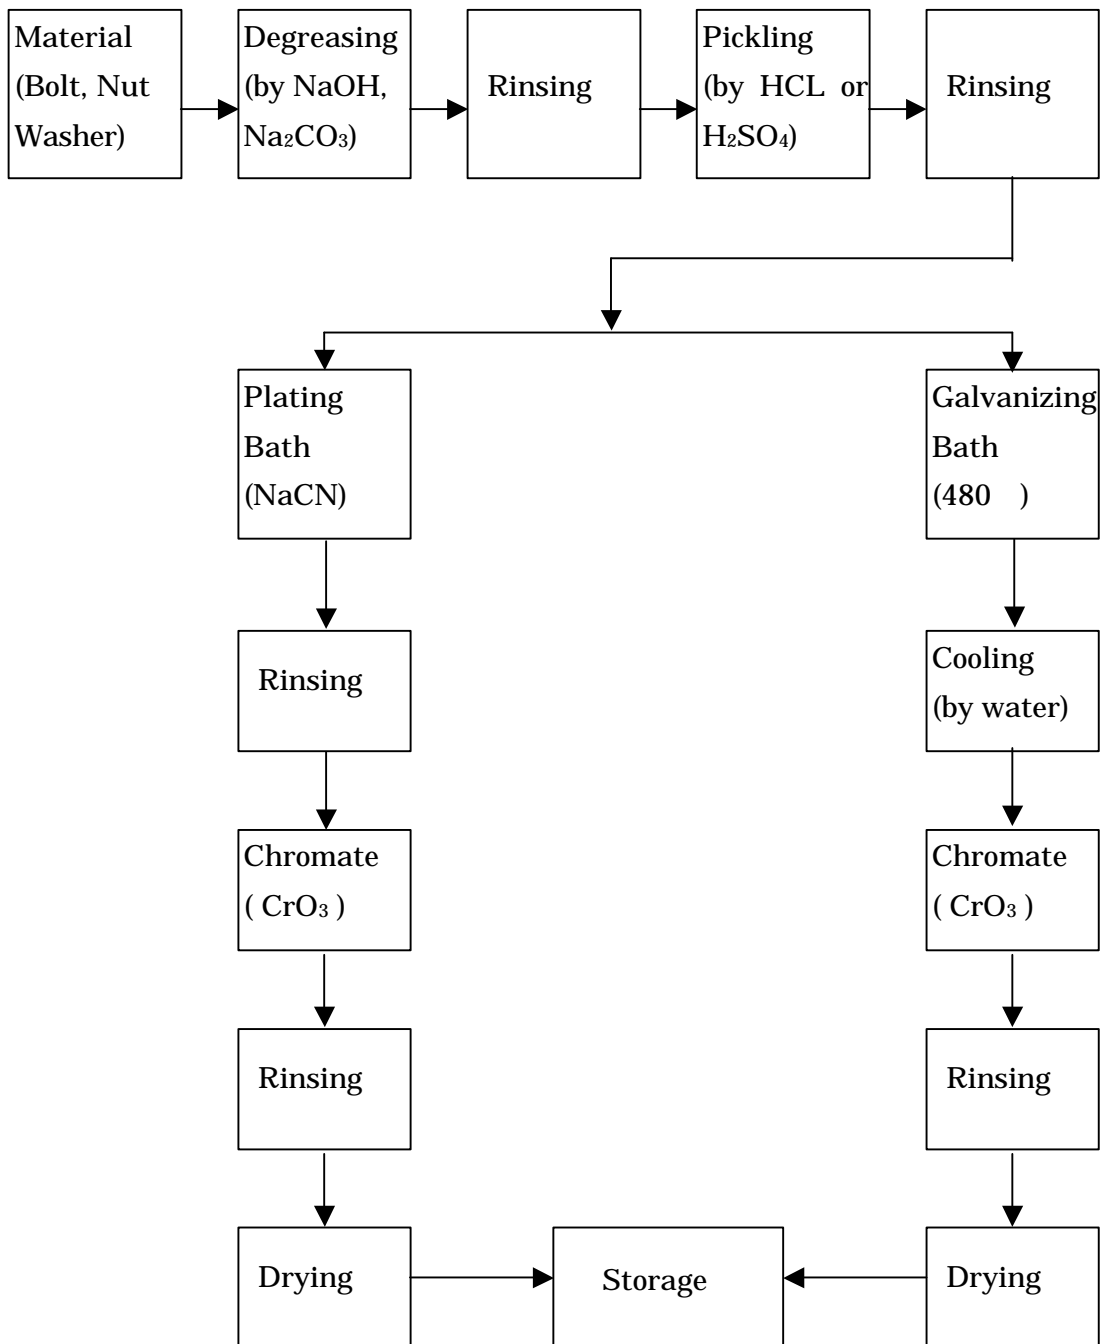 Material
(Bolt, Nut
Washer)
Degreasing
(by NaOH,
Na₂CO₃)
Rinsing
Pickling
(by HCL or
H₂SO₄)
Rinsing
Plating
Bath
(NaCN)
Galvanizing
Bath
(480 )
Rinsing
Cooling
(by water)
Chromate
( CrO₃ )
Chromate
( CrO₃ )
Rinsing
Rinsing
Drying
Storage
Drying